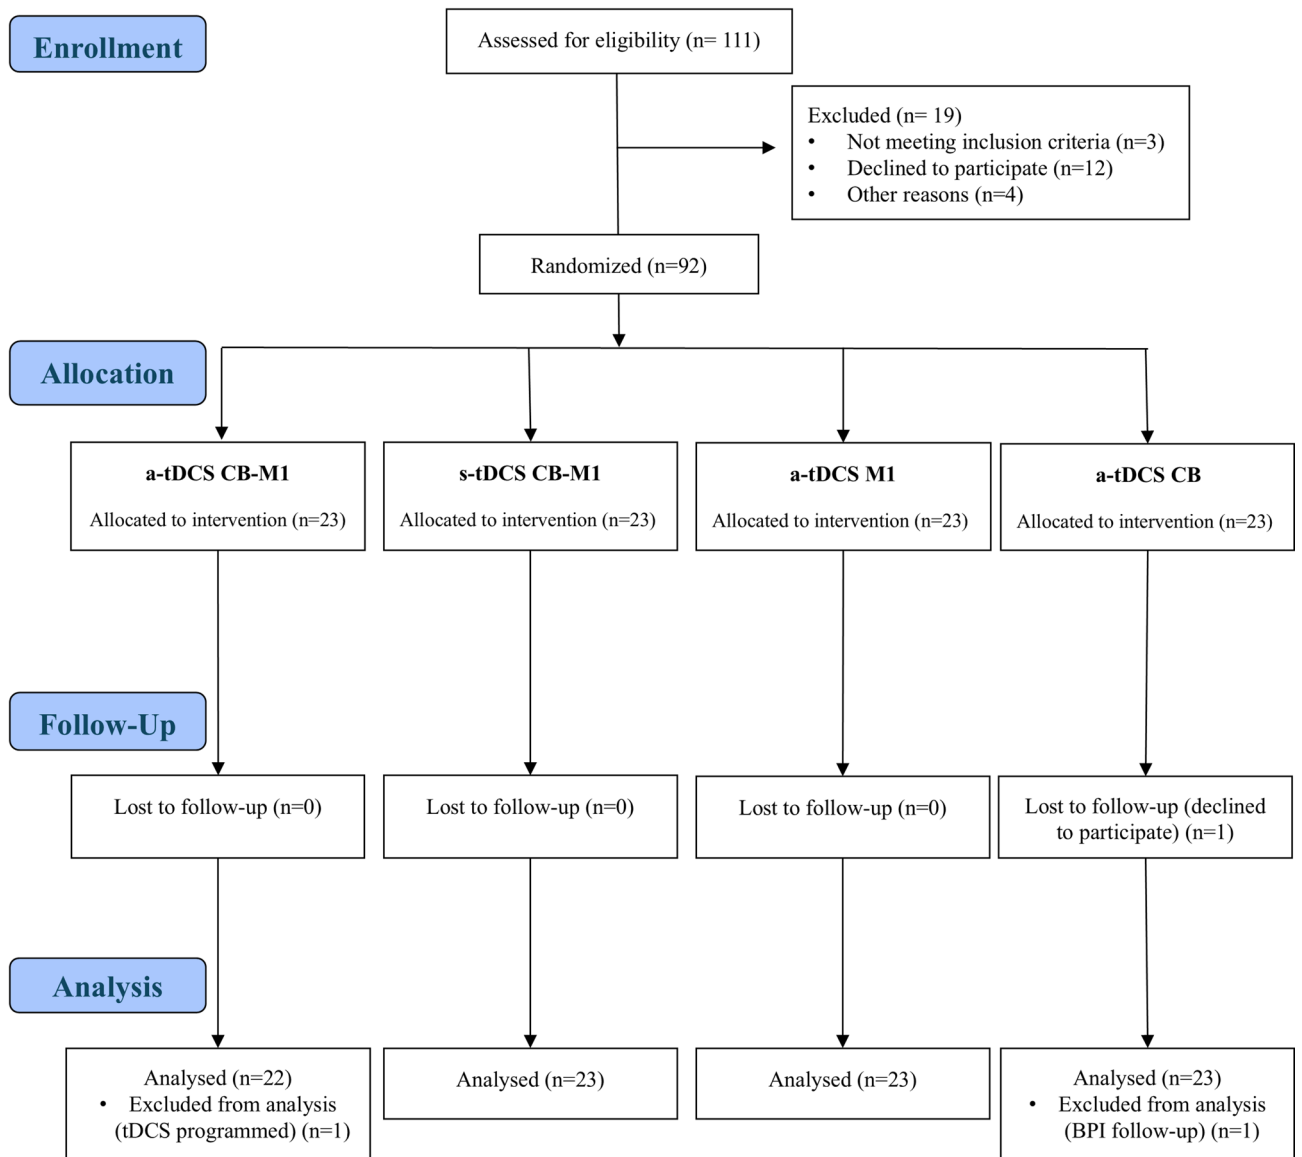 Enrollment
Assessed for eligibility (n= 111)
Excluded (n= 19)
• Not meeting inclusion criteria (n=3)
• Declined to participate (n=12)
• Other reasons (n=4)
Randomized (n=92)
Allocation
a-tDCS CB-M1
Allocated to intervention (n=23)
s-tDCS CB-M1
Allocated to intervention (n=23)
a-tDCS M1
Allocated to intervention (n=23)
a-tDCS CB
Allocated to intervention (n=23)
Follow-Up
Lost to follow-up (n=0)
Lost to follow-up (n=0)
Lost to follow-up (n=0)
Lost to follow-up (declined
to participate) (n=1)
Analysis
Analysed (n=22)
• Excluded from analysis
(tDCS programmed) (n=1)
Analysed (n=23)
Analysed (n=23)
Analysed (n=23)
• Excluded from analysis
(BPI follow-up) (n=1)